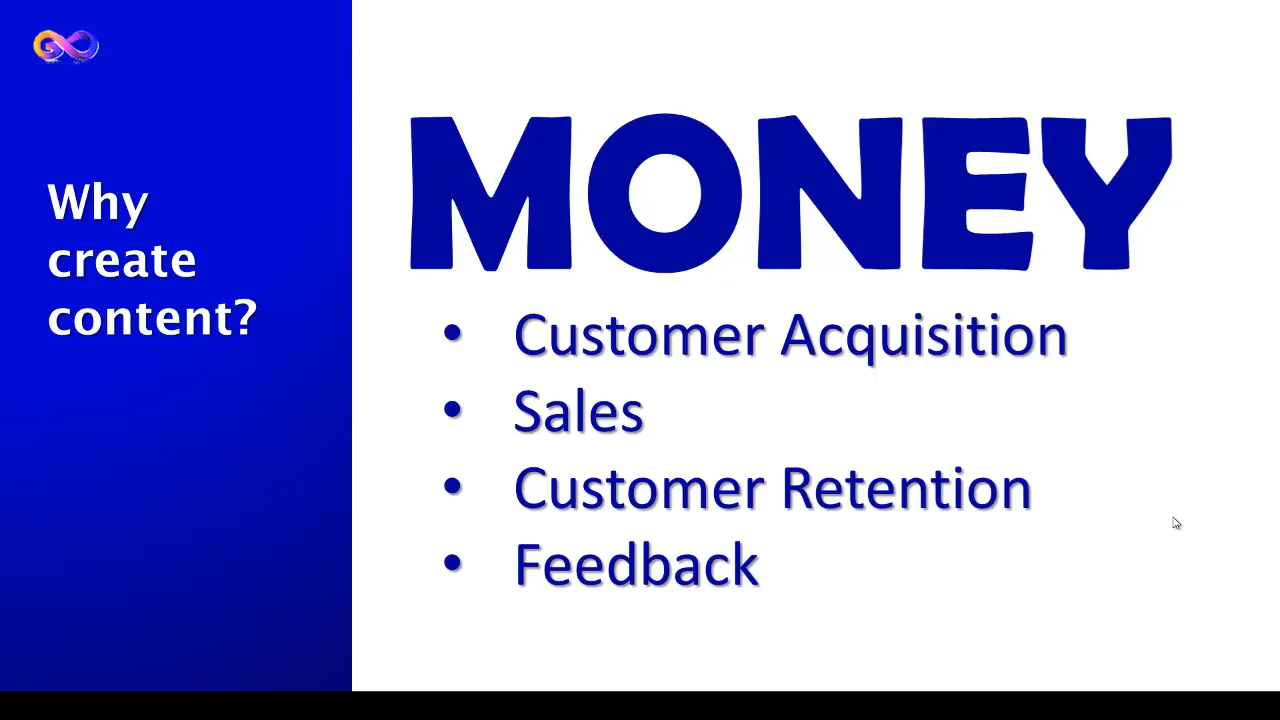 Why
create
content?
MONEY
• Customer Acquisition
• Sales
• Customer Retention
• Feedback